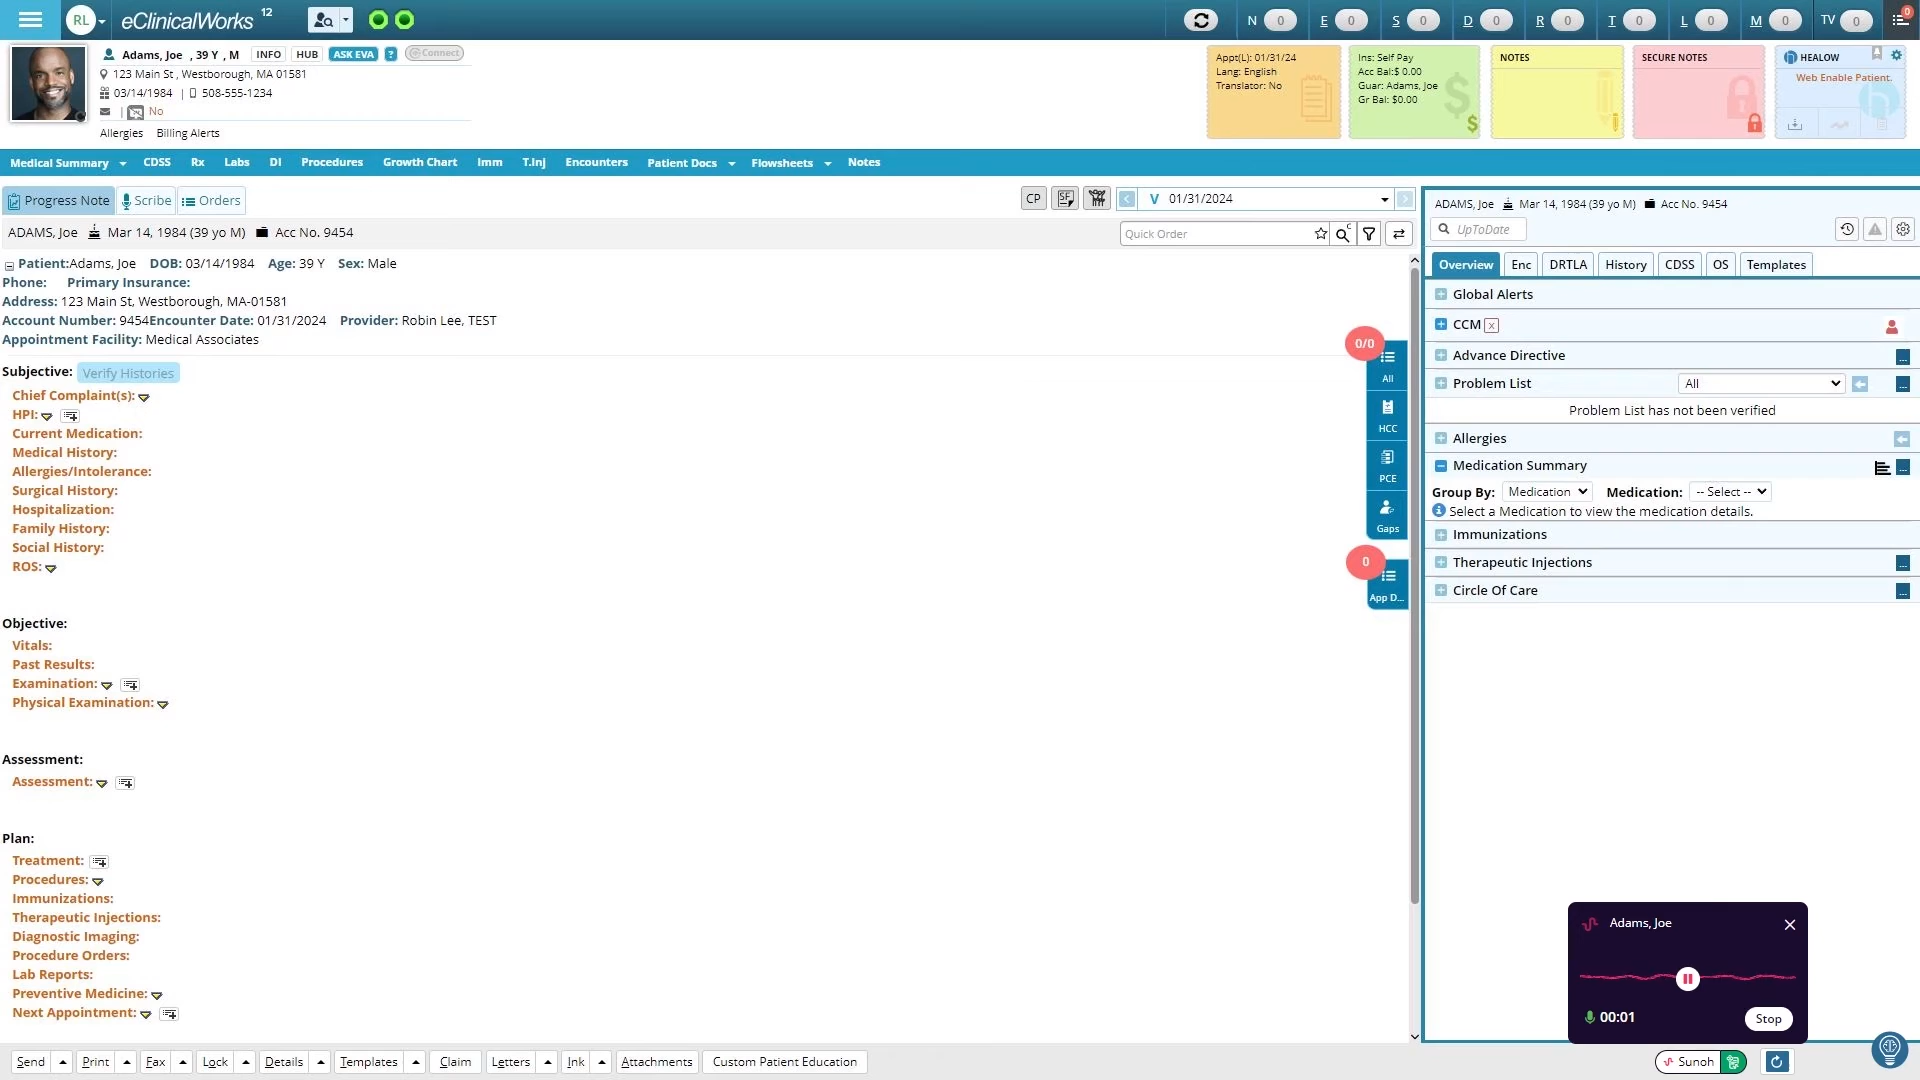 RL eClinicalWorks 12 N 0 E 0 S 0 D 0 R 0 T 0 L 0 M 0 TV 0 0
Adams, Joe , 39 Y , M INFO HUB ASK EVA ? Connect
123 Main St , Westborough, MA 01581
03/14/1984 | 508-555-1234
| No
Allergies Billing Alerts
Appt(L): 01/31/24
Lang: English
Translator: No
Ins: Self Pay
Acc Bal:$ 0.00
Guar: Adams, Joe
Gr Bal: $0.00
NOTES
SECURE NOTES
HEALOW
Web Enable Patient.
Medical Summary CDSS Rx Labs DI Procedures Growth Chart Imm T.Inj Encounters Patient Docs Flowsheets Notes
Progress Note Scribe Orders CP SF V 01/31/2024
ADAMS, Joe Mar 14, 1984 (39 yo M) Acc No. 9454 Quick Order
Patient:Adams, Joe DOB: 03/14/1984 Age: 39 Y Sex: Male
Phone: Primary Insurance:
Address: 123 Main St, Westborough, MA-01581
Account Number: 9454Encounter Date: 01/31/2024 Provider: Robin Lee, TEST
Appointment Facility: Medical Associates
Subjective: Verify Histories
Chief Complaint(s):
HPI:
Current Medication:
Medical History:
Allergies/Intolerance:
Surgical History:
Hospitalization:
Family History:
Social History:
ROS:
Objective:
Vitals:
Past Results:
Examination:
Physical Examination:
Assessment:
Assessment:
Plan:
Treatment:
Procedures:
Immunizations:
Therapeutic Injections:
Diagnostic Imaging:
Procedure Orders:
Lab Reports:
Preventive Medicine:
Next Appointment:
0/0
All
HCC
PCE
Gaps
0
App D...
ADAMS, Joe Mar 14, 1984 (39 yo M) Acc No. 9454
UpToDate
Overview Enc DRTLA History CDSS OS Templates
Global Alerts
CCM x
Advance Directive ...
Problem List All ...
Problem List has not been verified
Allergies
Medication Summary ...
Group By: Medication Medication: -- Select --
Select a Medication to view the medication details.
Immunizations
Therapeutic Injections ...
Circle Of Care ...
Adams, Joe
00:01 Stop
Send Print Fax Lock Details Templates Claim Letters Ink Attachments Custom Patient Education Sunoh